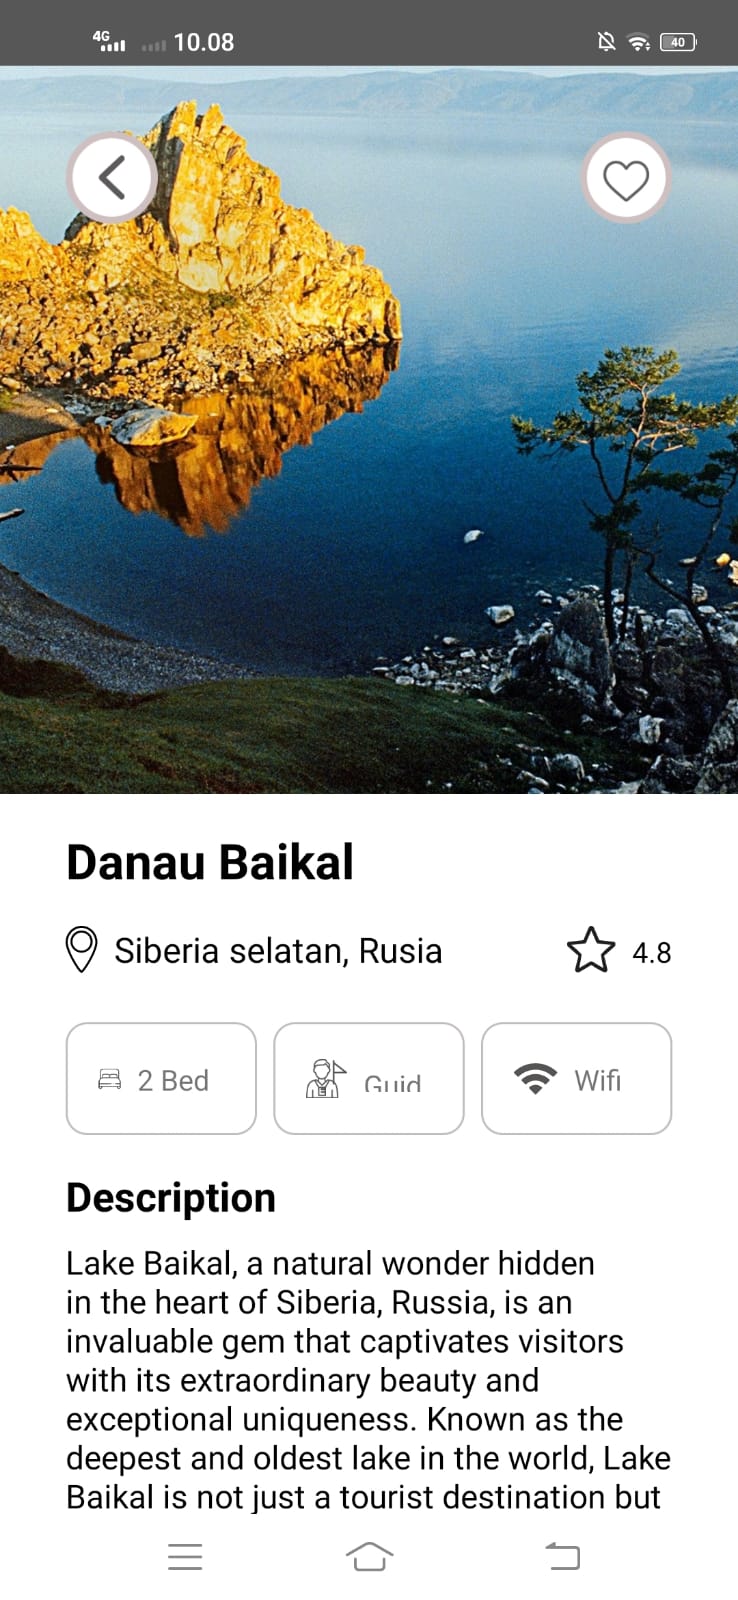 4G 10.08 40
Danau Baikal
Siberia selatan, Rusia 4.8
2 Bed Guid Wifi
Description
Lake Baikal, a natural wonder hidden
in the heart of Siberia, Russia, is an
invaluable gem that captivates visitors
with its extraordinary beauty and
exceptional uniqueness. Known as the
deepest and oldest lake in the world, Lake
Baikal is not just a tourist destination but